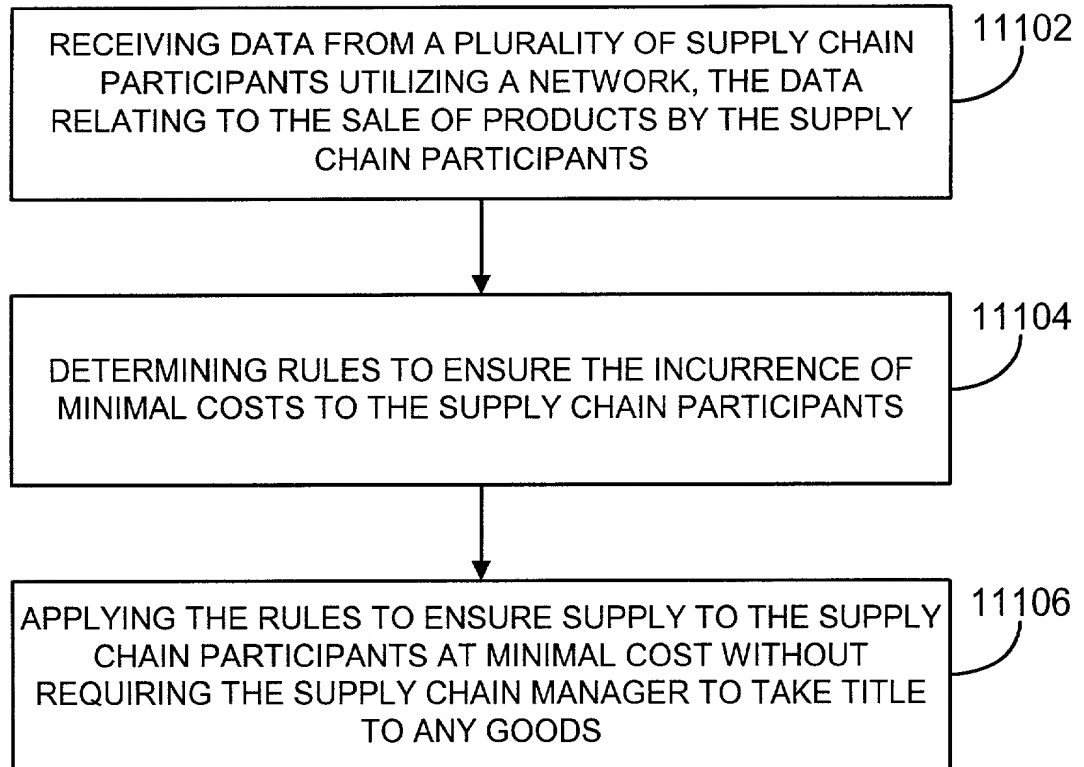 RECEIVING DATA FROM A PLURALITY OF SUPPLY CHAIN
PARTICIPANTS UTILIZING A NETWORK, THE DATA
RELATING TO THE SALE OF PRODUCTS BY THE SUPPLY
CHAIN PARTICIPANTS
11102
DETERMINING RULES TO ENSURE THE INCURRENCE OF
MINIMAL COSTS TO THE SUPPLY CHAIN PARTICIPANTS
11104
APPLYING THE RULES TO ENSURE SUPPLY TO THE SUPPLY
CHAIN PARTICIPANTS AT MINIMAL COST WITHOUT
REQUIRING THE SUPPLY CHAIN MANAGER TO TAKE TITLE
TO ANY GOODS
11106